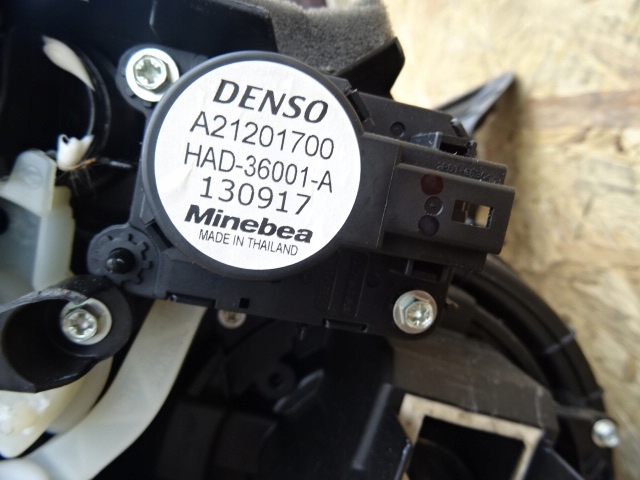 DENSO
A21201700
HAD-36001-A
130917
Minebea
MADE IN THAILAND